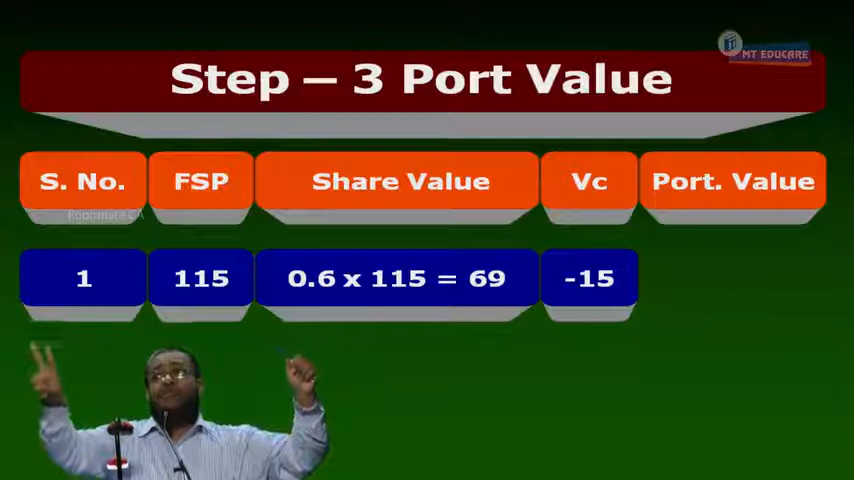 MT EDUCARE
Step – 3 Port Value
S. No. FSP Share Value Vc Port. Value
1 115 0.6 x 115 = 69 -15